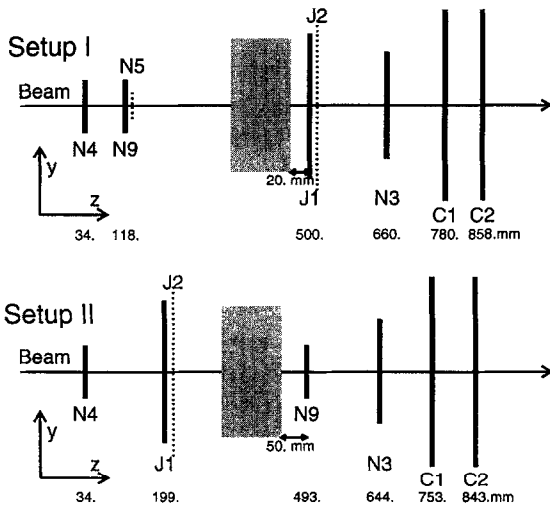 Setup I
J2
N5
Beam
N4
N9
20. mm
y
z
J1
N3
C1
C2
34.
118.
500.
660.
780.
858.mm
J2
Setup II
Beam
N4
N9
50. mm
y
z
J1
N3
C1
C2
34.
199.
493.
644.
753.
843.mm